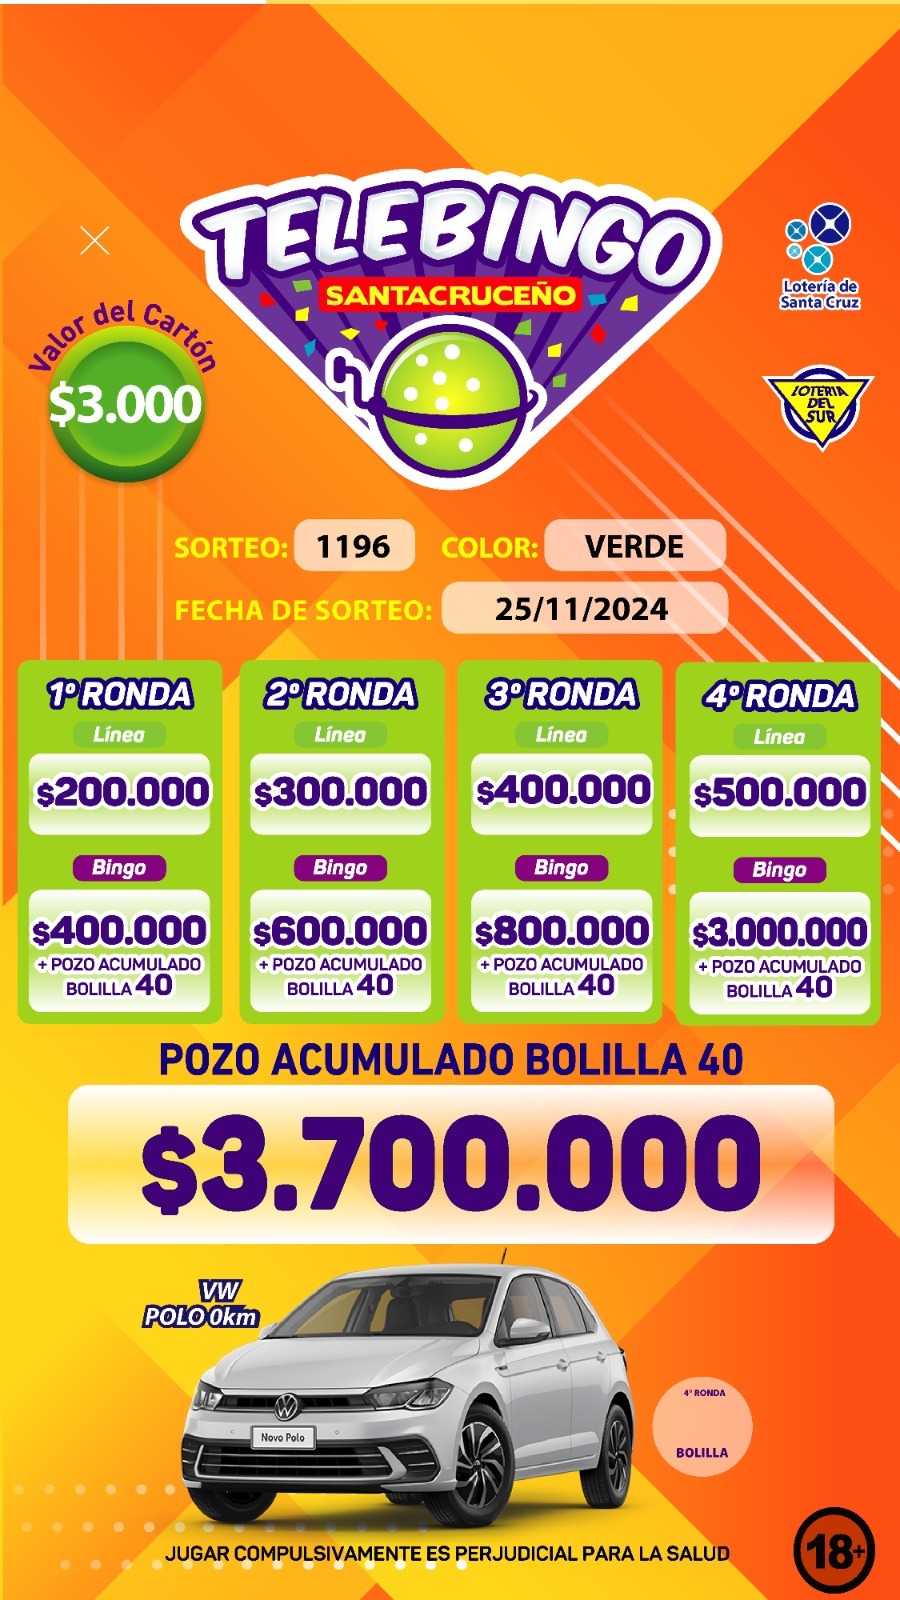 TELEBINGO
SANTACRUCEÑO
Lotería de
Santa Cruz
Valor del Cartón
$3.000
LOTERIA
DEL
SUR
SORTEO: 1196 COLOR: VERDE
FECHA DE SORTEO: 25/11/2024
1º RONDA
Línea
$200.000
Bingo
$400.000
+ POZO ACUMULADO
BOLILLA 40
2º RONDA
Línea
$300.000
Bingo
$600.000
+ POZO ACUMULADO
BOLILLA 40
3º RONDA
Línea
$400.000
Bingo
$800.000
+ POZO ACUMULADO
BOLILLA 40
4º RONDA
Línea
$500.000
Bingo
$3.000.000
+ POZO ACUMULADO
BOLILLA 40
POZO ACUMULADO BOLILLA 40
$3.700.000
VW
POLO 0km
Novo Polo
4º RONDA
BOLILLA
JUGAR COMPULSIVAMENTE ES PERJUDICIAL PARA LA SALUD
18+